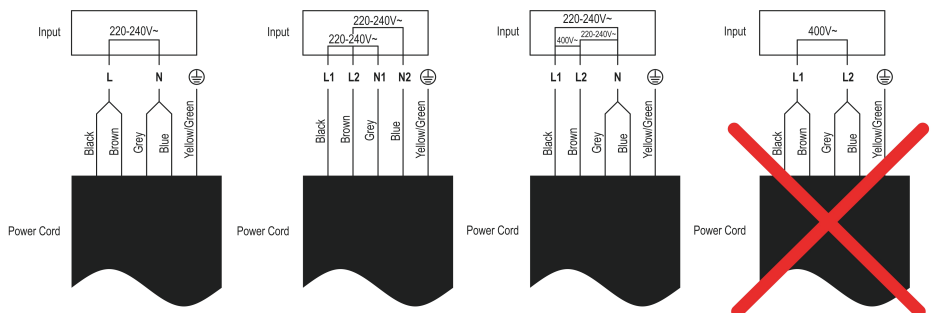 Input
220-240V~
L N
Black
Brown
Grey
Blue
Yellow/Green
Power Cord
Input
220-240V~
220-240V~
L1 L2 N1 N2
Black
Brown
Grey
Blue
Yellow/Green
Power Cord
Input
220-240V~
400V~ 220-240V~
L1 L2 N
Black
Brown
Grey
Blue
Yellow/Green
Power Cord
Input
400V~
L1 L2
Black
Brown
Grey
Blue
Yellow/Green
Power Cord